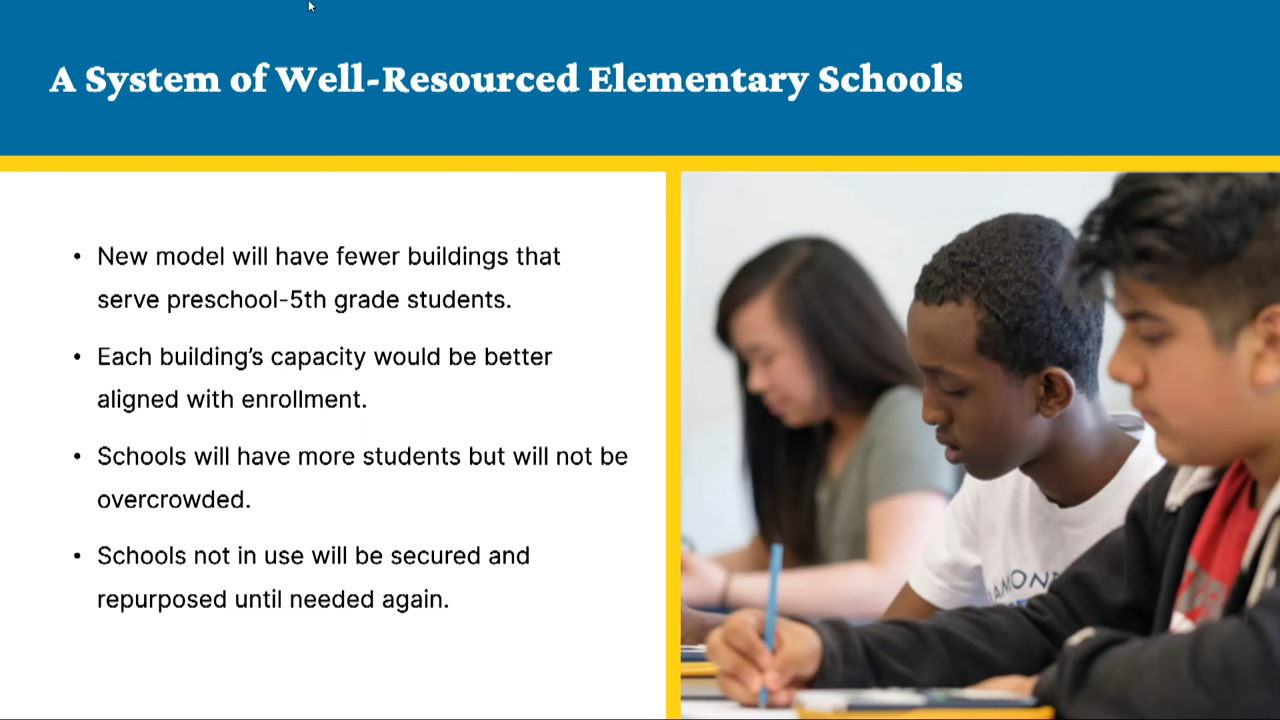 A System of Well-Resourced Elementary Schools
• New model will have fewer buildings that
serve preschool-5th grade students.
• Each building's capacity would be better
aligned with enrollment.
• Schools will have more students but will not be
overcrowded.
• Schools not in use will be secured and
repurposed until needed again.